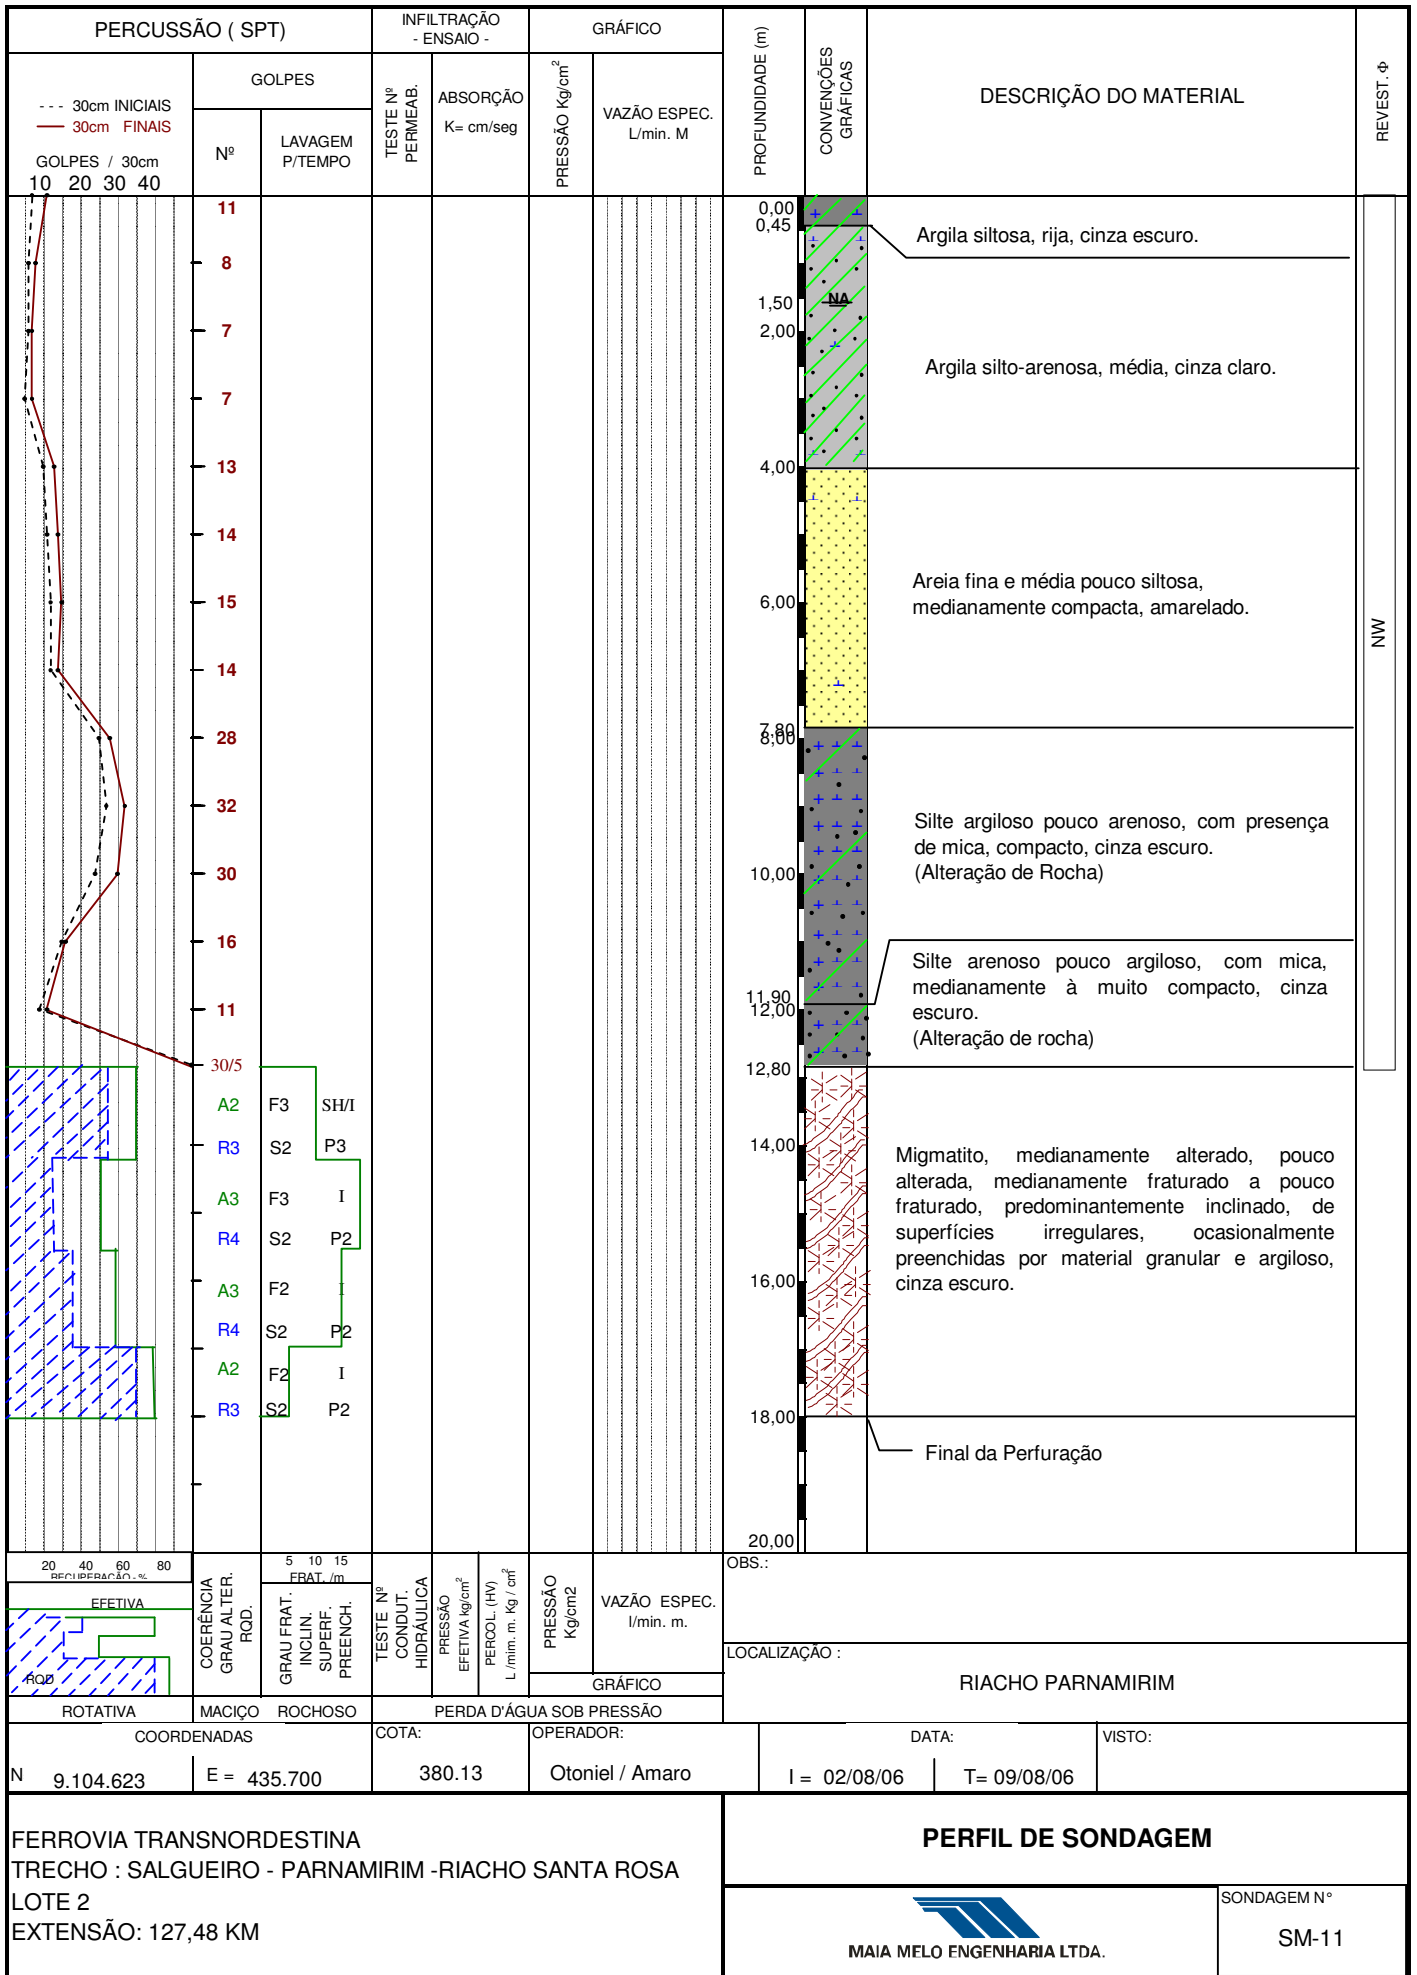 PERCUSSÃO ( SPT)
INFILTRAÇÃO
- ENSAIO -
GRÁFICO
PROFUNDIDADE (m)
CONVENÇÕES
GRÁFICAS
DESCRIÇÃO DO MATERIAL
REVEST. Φ
--- 30cm INICIAIS
30cm FINAIS
GOLPES / 30cm
10 20 30 40
GOLPES
Nº
LAVAGEM
P/TEMPO
TESTE Nº
PERMEAB.
ABSORÇÃO
K= cm/seg
PRESSÃO Kg/cm²
VAZÃO ESPEC.
L/min. M
11
8
7
7
13
14
15
14
28
32
30
16
11
30/5
A2 F3 SH/I
R3 S2 P3
A3 F3 I
R4 S2 P2
A3 F2 I
R4 S2 P2
A2 F2 I
R3 S2 P2
0,00
0,45
1,50
2,00
4,00
6,00
7,80
8,00
10,00
11,90
12,00
12,80
14,00
16,00
18,00
20,00
NA
Argila siltosa, rija, cinza escuro.
Argila silto-arenosa, média, cinza claro.
Areia fina e média pouco siltosa,
medianamente compacta, amarelado.
Silte argiloso pouco arenoso, com presença
de mica, compacto, cinza escuro.
(Alteração de Rocha)
Silte arenoso pouco argiloso, com mica,
medianamente à muito compacto, cinza
escuro.
(Alteração de rocha)
Migmatito, medianamente alterado, pouco
alterada, medianamente fraturado a pouco
fraturado, predominantemente inclinado, de
superfícies irregulares, ocasionalmente
preenchidas por material granular e argiloso,
cinza escuro.
Final da Perfuração
NW
20 40 60 80
RECUPERAÇÃO - %
EFETIVA
RQD
ROTATIVA
COERÊNCIA
GRAU ALTER.
RQD.
5 10 15
FRAT. /m
GRAU FRAT.
INCLIN.
SUPERF.
PREENCH.
MACIÇO ROCHOSO
TESTE Nº
CONDUT.
HIDRÁULICA
PRESSÃO
EFETIVA kg/cm²
PERCOL. (HV)
L /mim. m. Kg / cm²
PRESSÃO
Kg/cm2
VAZÃO ESPEC.
l/min. m.
GRÁFICO
PERDA D'ÁGUA SOB PRESSÃO
OBS.:
LOCALIZAÇÃO :
RIACHO PARNAMIRIM
COORDENADAS
N 9.104.623
E = 435.700
COTA:
380.13
OPERADOR:
Otoniel / Amaro
DATA:
I = 02/08/06
T= 09/08/06
VISTO:
FERROVIA TRANSNORDESTINA
TRECHO : SALGUEIRO - PARNAMIRIM -RIACHO SANTA ROSA
LOTE 2
EXTENSÃO: 127,48 KM
PERFIL DE SONDAGEM
MAIA MELO ENGENHARIA LTDA.
SONDAGEM N°
SM-11